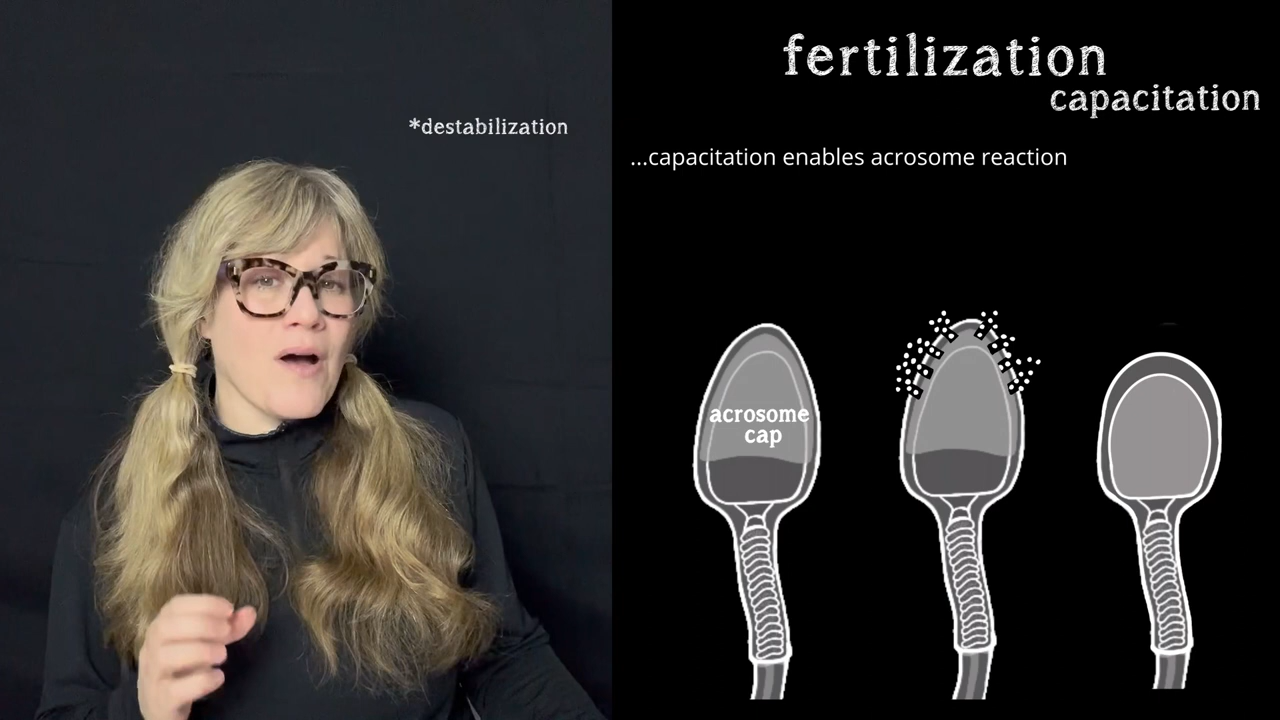 *destabilization
fertilization
capacitation
...capacitation enables acrosome reaction
acrosome
cap